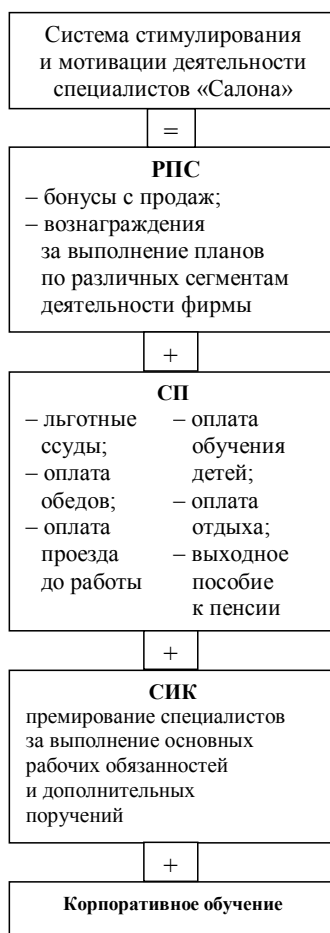 Система стимулирования
и мотивации деятельности
специалистов «Салона»
=
РПС
– бонусы с продаж;
– вознаграждения
за выполнение планов
по различных сегментам
деятельности фирмы
+
СП
– льготные
ссуды;
– оплата
обедов;
– оплата
проезда
до работы
– оплата
обучения
детей;
– оплата
отдыха;
– выходное
пособие
к пенсии
+
СИК
премирование специалистов
за выполнение основных
рабочих обязанностей
и дополнительных
поручений
+
Корпоративное обучение